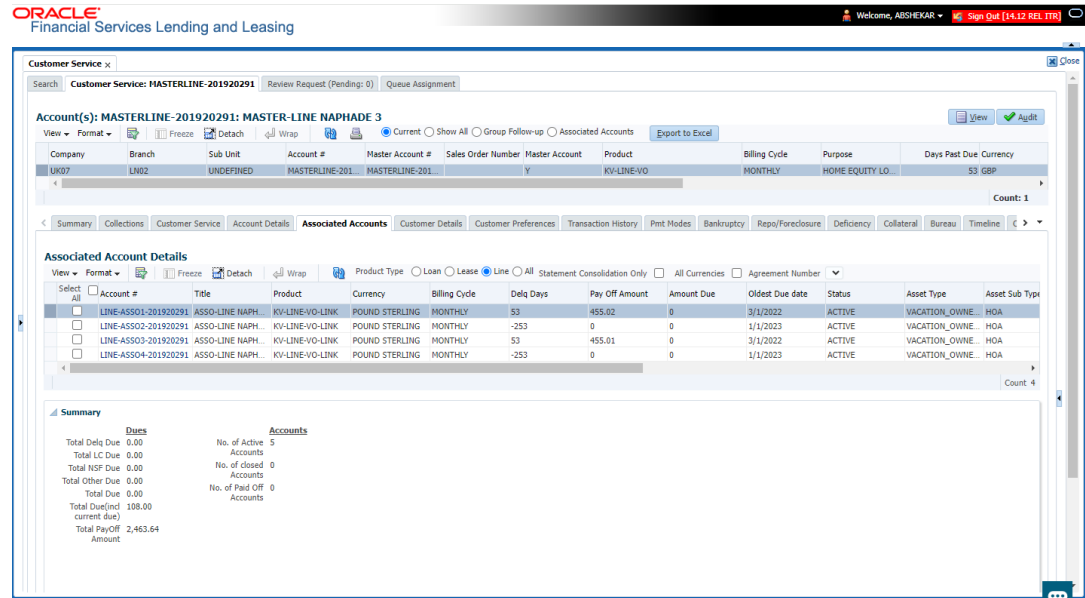 ORACLE
Financial Services Lending and Leasing
Welcome, ABSHEKAR
Sign Out [14.12 REL ITR]
Close
Customer Service x
Search Customer Service: MASTERLINE-201920291 Review Request (Pending: 0) Queue Assignment
Account(s): MASTERLINE-201920291: MASTER-LINE NAPHADE 3
View Audit
View Format Freeze Detach Wrap Current Show All Group Follow-up Associated Accounts Export to Excel
Company Branch Sub Unit Account # Master Account # Sales Order Number Master Account Product Billing Cycle Purpose Days Past Due Currency
UK07 LN02 UNDEFINED MASTERLINE-201... MASTERLINE-201... Y KV-LINE-VO MONTHLY HOME EQUITY LO... 53 GBP
Count: 1
Summary Collections Customer Service Account Details Associated Accounts Customer Details Customer Preferences Transaction History Pmt Modes Bankruptcy Repo/Foreclosure Deficiency Collateral Bureau Timeline
Associated Account Details
View Format Freeze Detach Wrap Product Type Loan Lease Line All Statement Consolidation Only All Currencies Agreement Number
Select All Account # Title Product Currency Billing Cycle Delq Days Pay Off Amount Amount Due Oldest Due date Status Asset Type Asset Sub Type
LINE-ASSO1-201920291 ASSO-LINE NAPH... KV-LINE-VO-LINK POUND STERLING MONTHLY 53 455.02 0 3/1/2022 ACTIVE VACATION_OWNE... HOA
LINE-ASSO2-201920291 ASSO-LINE NAPH... KV-LINE-VO-LINK POUND STERLING MONTHLY -253 0 0 1/1/2023 ACTIVE VACATION_OWNE... HOA
LINE-ASSO3-201920291 ASSO-LINE NAPH... KV-LINE-VO-LINK POUND STERLING MONTHLY 53 455.01 0 3/1/2022 ACTIVE VACATION_OWNE... HOA
LINE-ASSO4-201920291 ASSO-LINE NAPH... KV-LINE-VO-LINK POUND STERLING MONTHLY -253 0 0 1/1/2023 ACTIVE VACATION_OWNE... HOA
Count 4
Summary
Dues Accounts
Total Delq Due 0.00 No. of Active Accounts 5
Total LC Due 0.00
Total NSF Due 0.00 No. of closed Accounts 0
Total Other Due 0.00
Total Due 0.00 No. of Paid Off Accounts 0
Total Due(incl current due) 108.00
Total PayOff Amount 2,463.64